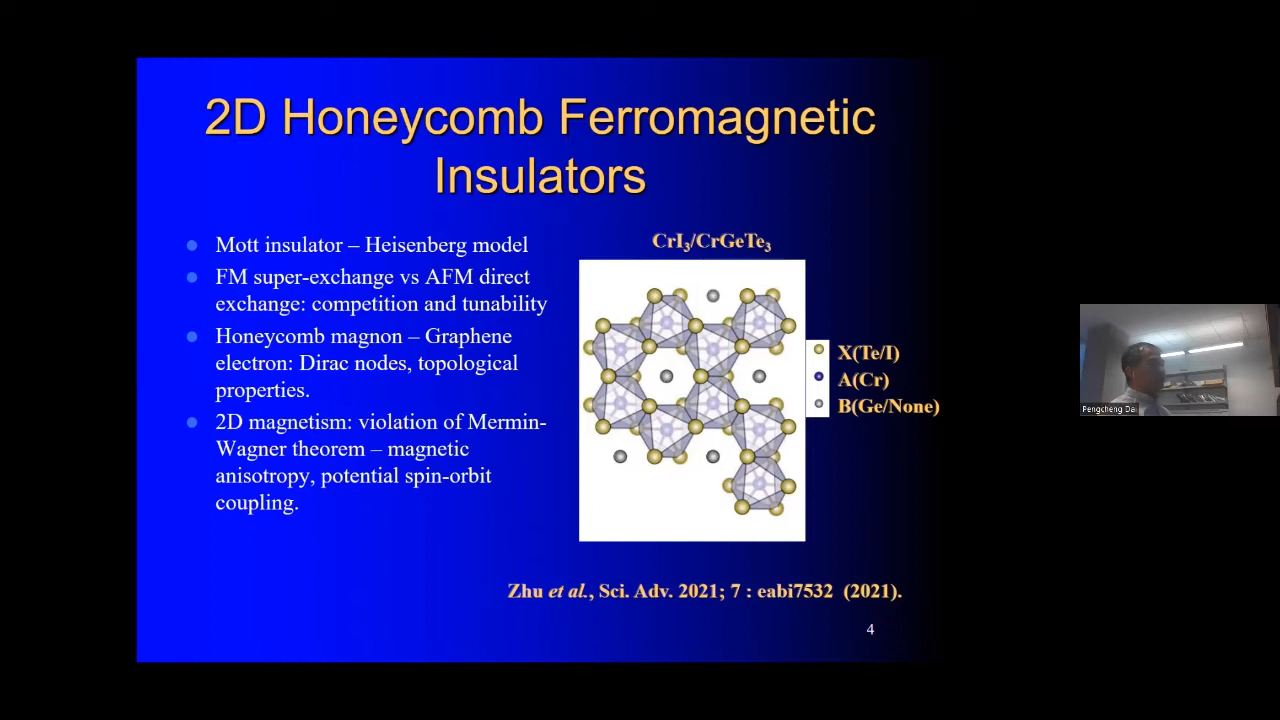 2D Honeycomb Ferromagnetic
Insulators
Mott insulator – Heisenberg model
FM super-exchange vs AFM direct
exchange: competition and tunability
Honeycomb magnon – Graphene
electron: Dirac nodes, topological
properties.
2D magnetism: violation of Mermin-
Wagner theorem – magnetic
anisotropy, potential spin-orbit
coupling.
CrI₃/CrGeTe₃
X(Te/I)
A(Cr)
B(Ge/None)
Zhu et al., Sci. Adv. 2021; 7 : eabi7532 (2021).
4
Pengcheng Dai